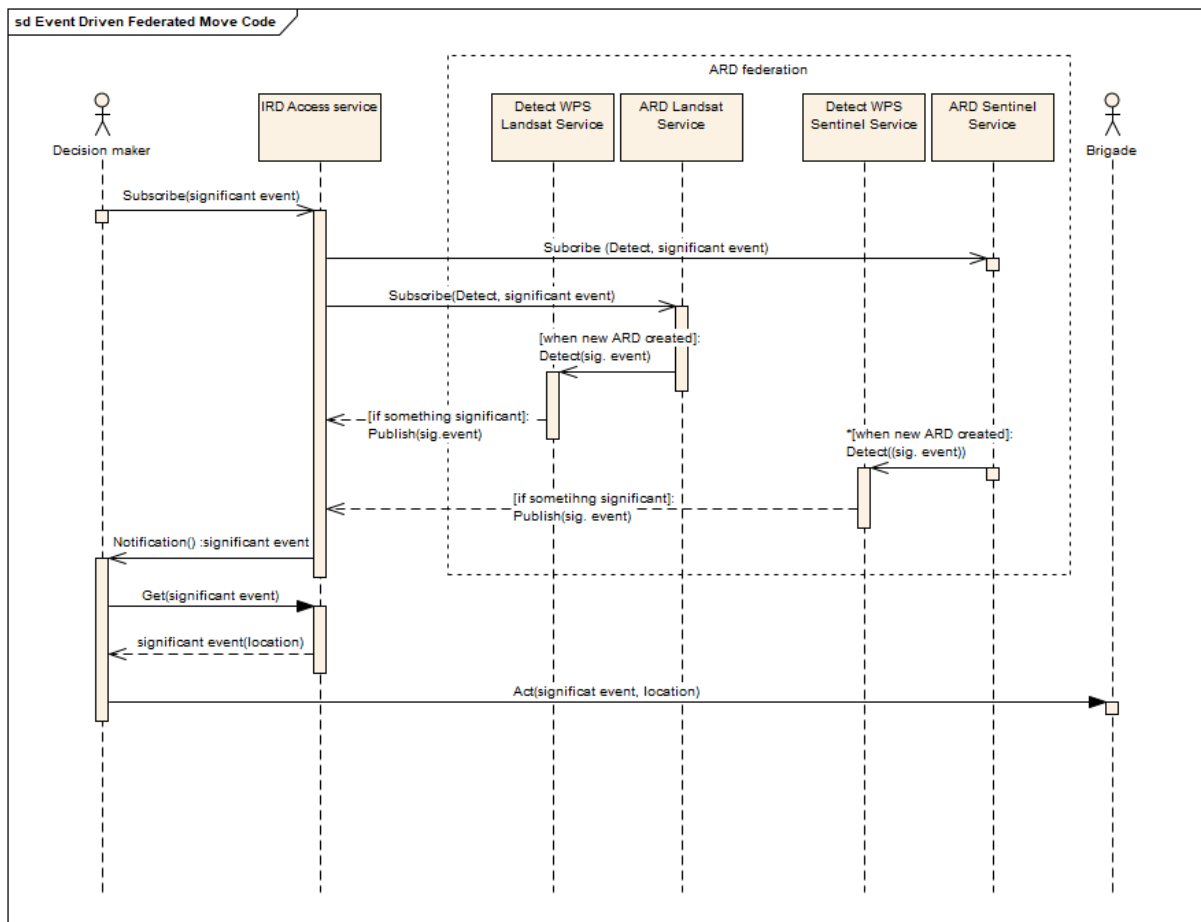 sd Event Driven Federated Move Code
ARD federation
IRD Access service
Detect WPS
Landsat Service
ARD Landsat
Service
Detect WPS
Sentinel Service
ARD Sentinel
Service
Decision maker
Brigade
Subscribe(significant event)
Subcribe (Detect, significant event)
Subscribe(Detect, significant event)
[when new ARD created]:
Detect(sig. event)
[if something significant]:
Publish(sig.event)
*[when new ARD created]:
Detect((sig. event))
[if sometihng significant]:
Publish(sig. event)
Notification() :significant event
Get(significant event)
significant event(location)
Act(significat event, location)